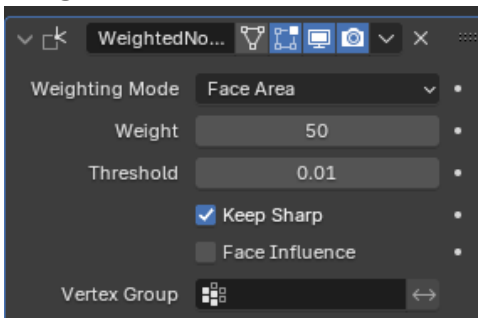 WeightedNo...
Weighting Mode Face Area
Weight 50
Threshold 0.01
Keep Sharp
Face Influence
Vertex Group